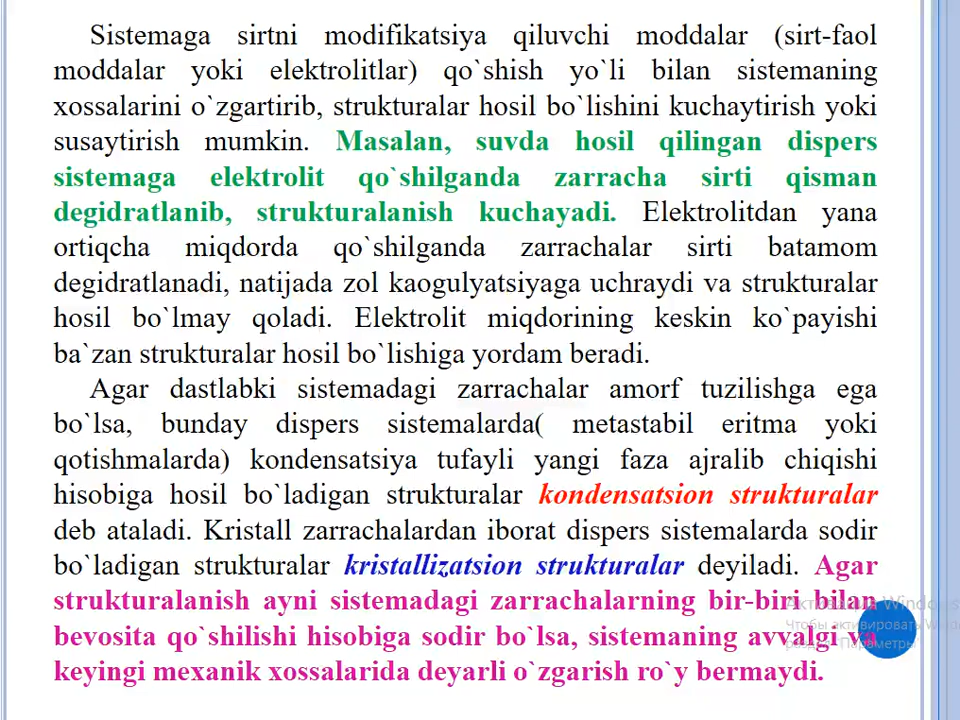 Sistemaga sirtni modifikatsiya qiluvchi moddalar (sirt-faol
moddalar yoki elektrolitlar) qo`shish yo`li bilan sistemaning
xossalarini o`zgartirib, strukturalar hosil bo`lishini kuchaytirish yoki
susaytirish mumkin. Masalan, suvda hosil qilingan dispers
sistemaga elektrolit qo`shilganda zarracha sirti qisman
degidratlanib, strukturalanish kuchayadi. Elektrolitdan yana
ortiqcha miqdorda qo`shilganda zarrachalar sirti batamom
degidratlanadi, natijada zol kaogulyatsiyaga uchraydi va strukturalar
hosil bo`lmay qoladi. Elektrolit miqdorining keskin ko`payishi
ba`zan strukturalar hosil bo`lishiga yordam beradi.
Agar dastlabki sistemadagi zarrachalar amorf tuzilishga ega
bo`lsa, bunday dispers sistemalarda( metastabil eritma yoki
qotishmalarda) kondensatsiya tufayli yangi faza ajralib chiqishi
hisobiga hosil bo`ladigan strukturalar kondensatsion strukturalar
deb ataladi. Kristall zarrachalardan iborat dispers sistemalarda sodir
bo`ladigan strukturalar kristallizatsion strukturalar deyiladi. Agar
strukturalanish ayni sistemadagi zarrachalarning bir-biri bilan
bevosita qo`shilishi hisobiga sodir bo`lsa, sistemaning avvalgi va
keyingi mexanik xossalarida deyarli o`zgarish ro`y bermaydi.
Активация Windows
Чтобы активировать Windows
раздел "Параметры"